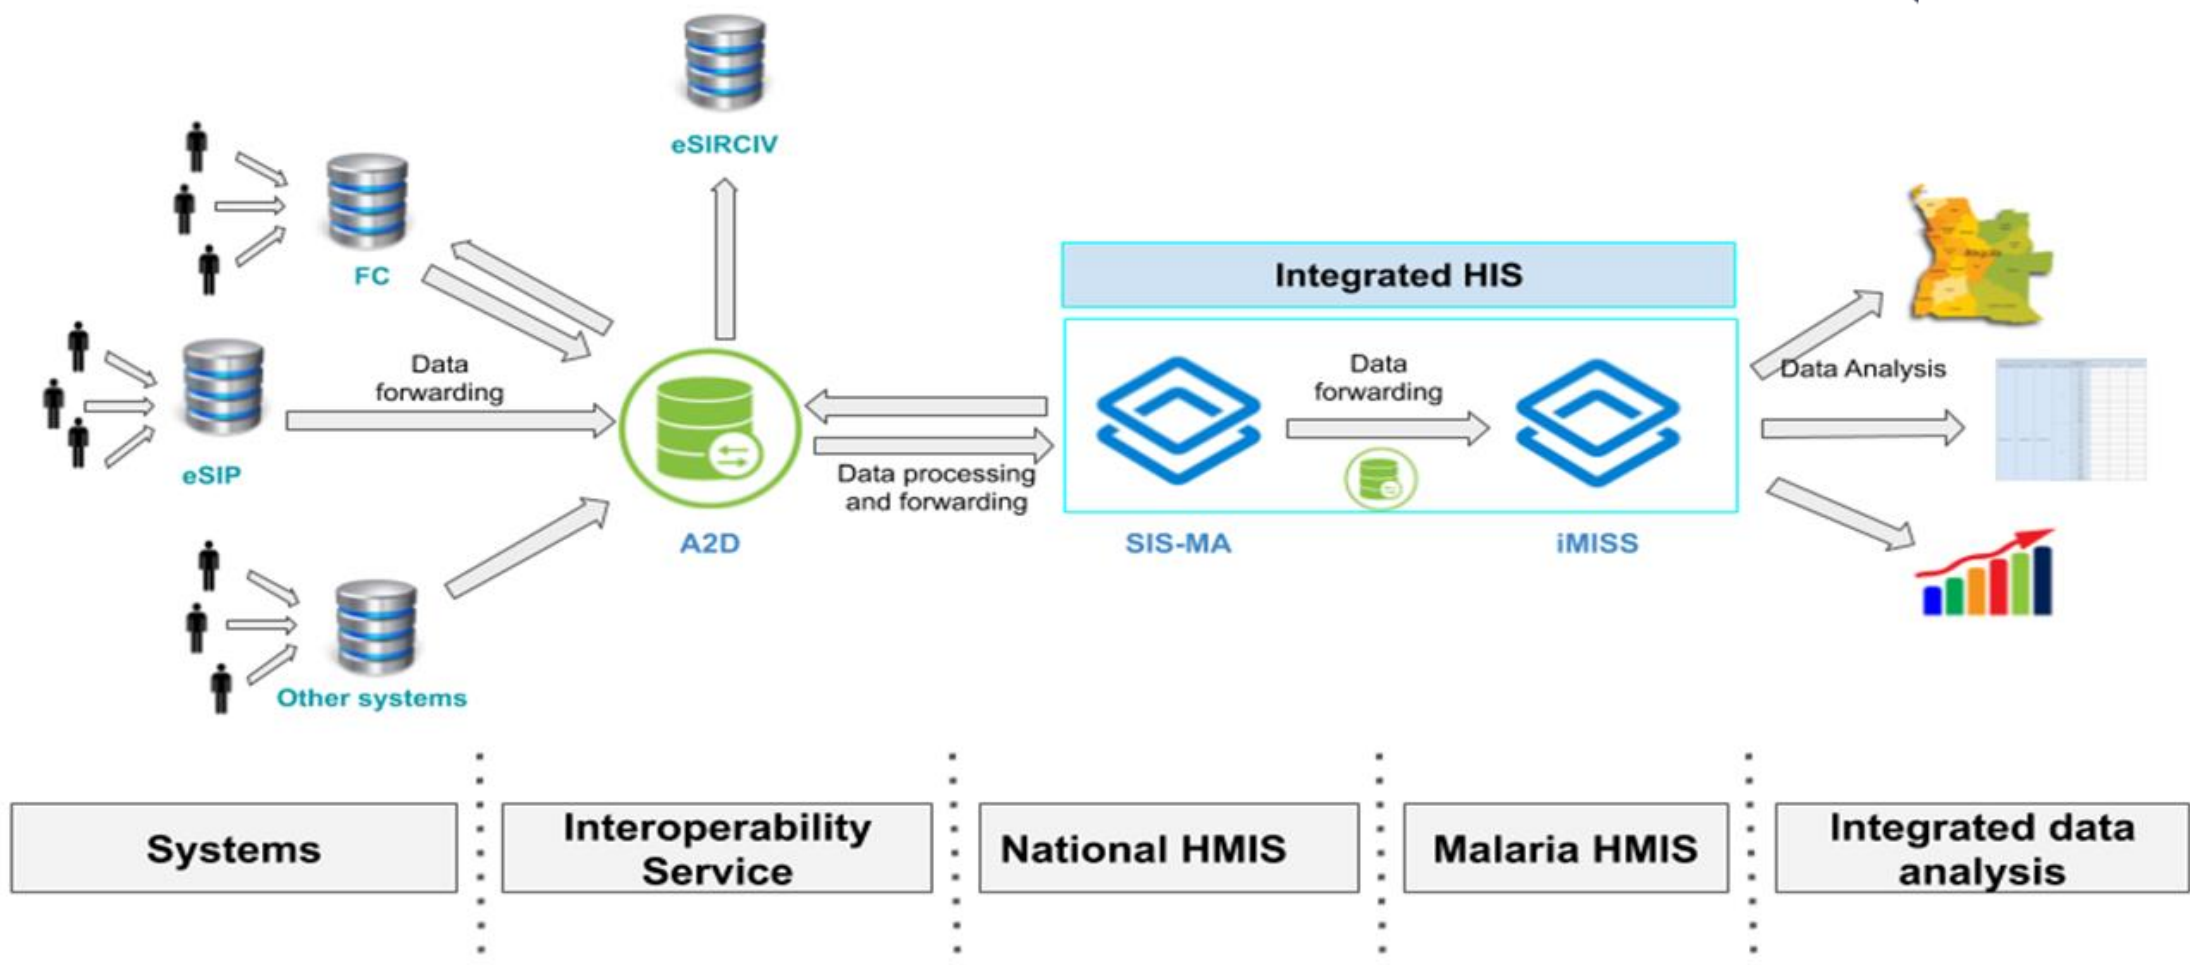 eSIRCIV
FC
Integrated HIS
Data
forwarding
Data
forwarding
Data Analysis
eSIP
Data processing
and forwarding
A2D
SIS-MA
iMISS
Other systems
Systems
Interoperability
Service
National HMIS
Malaria HMIS
Integrated data
analysis